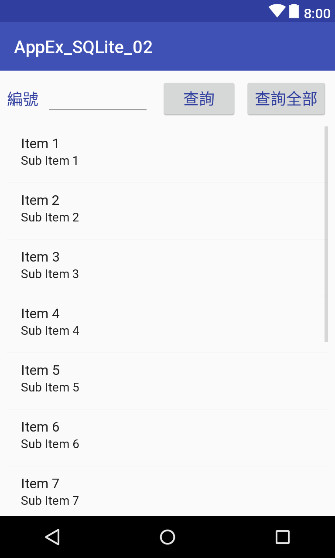 8:00
AppEx_SQLite_02
編號 查詢 查詢全部
Item 1
Sub Item 1
Item 2
Sub Item 2
Item 3
Sub Item 3
Item 4
Sub Item 4
Item 5
Sub Item 5
Item 6
Sub Item 6
Item 7
Sub Item 7